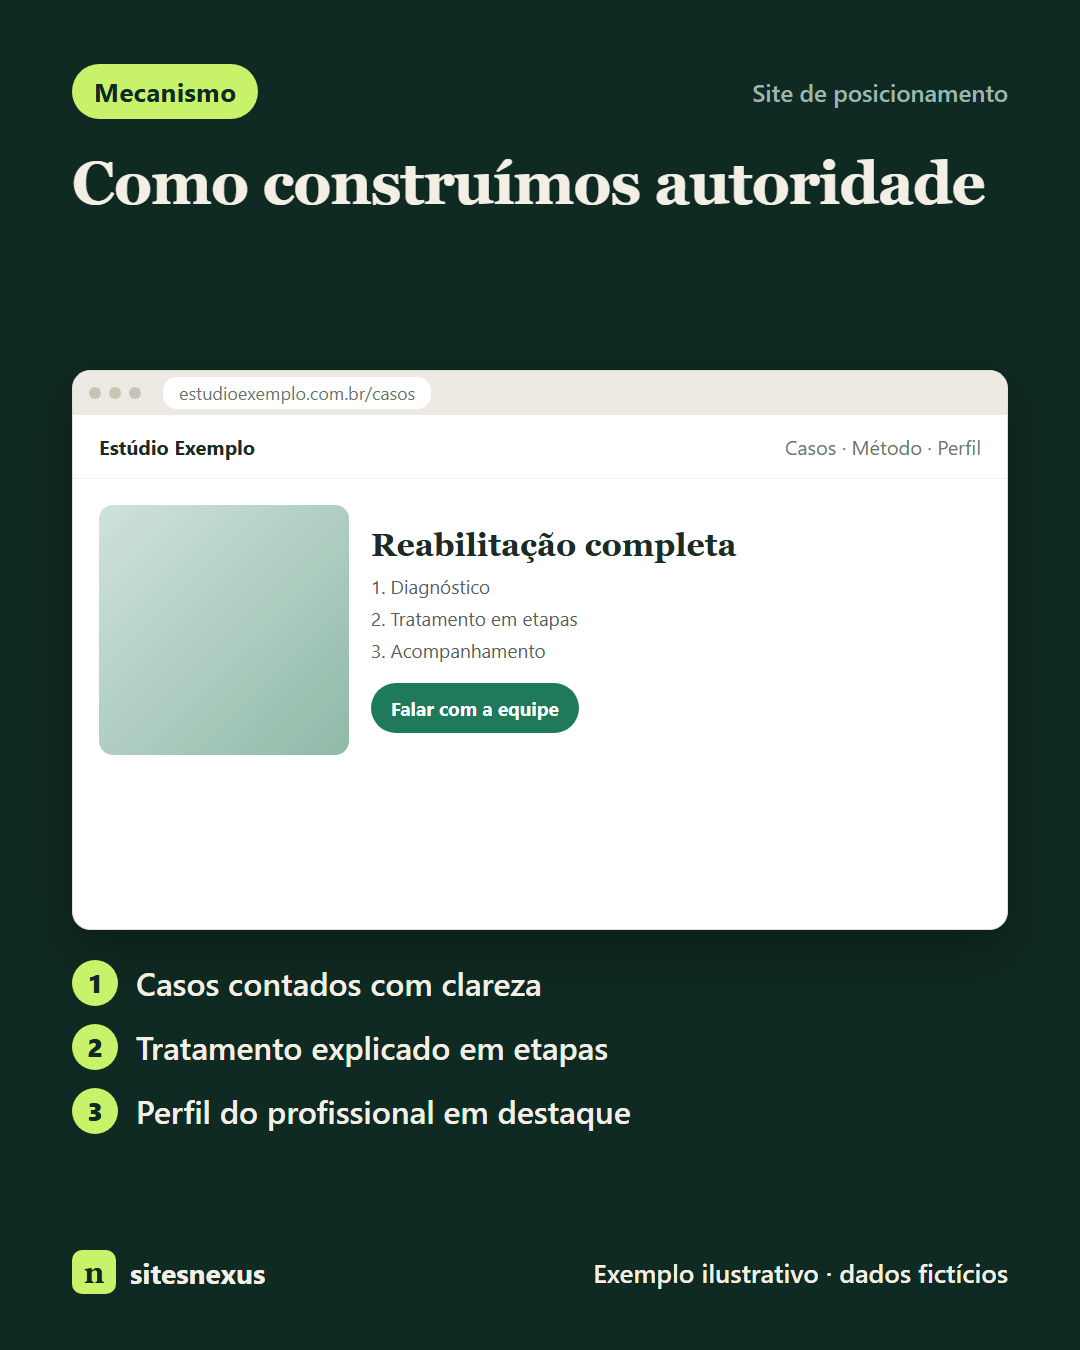 Mecanismo
Site de posicionamento
Como construímos autoridade
estudioexemplo.com.br/casos
Estúdio Exemplo
Casos · Método · Perfil
Reabilitação completa
1. Diagnóstico
2. Tratamento em etapas
3. Acompanhamento
Falar com a equipe
1 Casos contados com clareza
2 Tratamento explicado em etapas
3 Perfil do profissional em destaque
n sitesnexus
Exemplo ilustrativo · dados fictícios